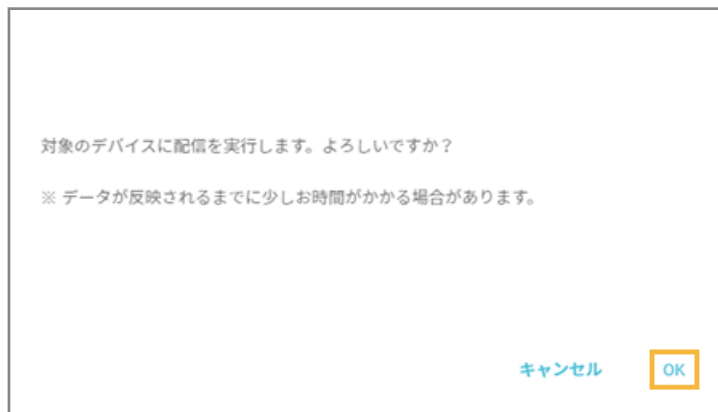 対象のデバイスに配信を実行します。よろしいですか？
※ データが反映されるまでに少しお時間がかかる場合があります。
キャンセル OK